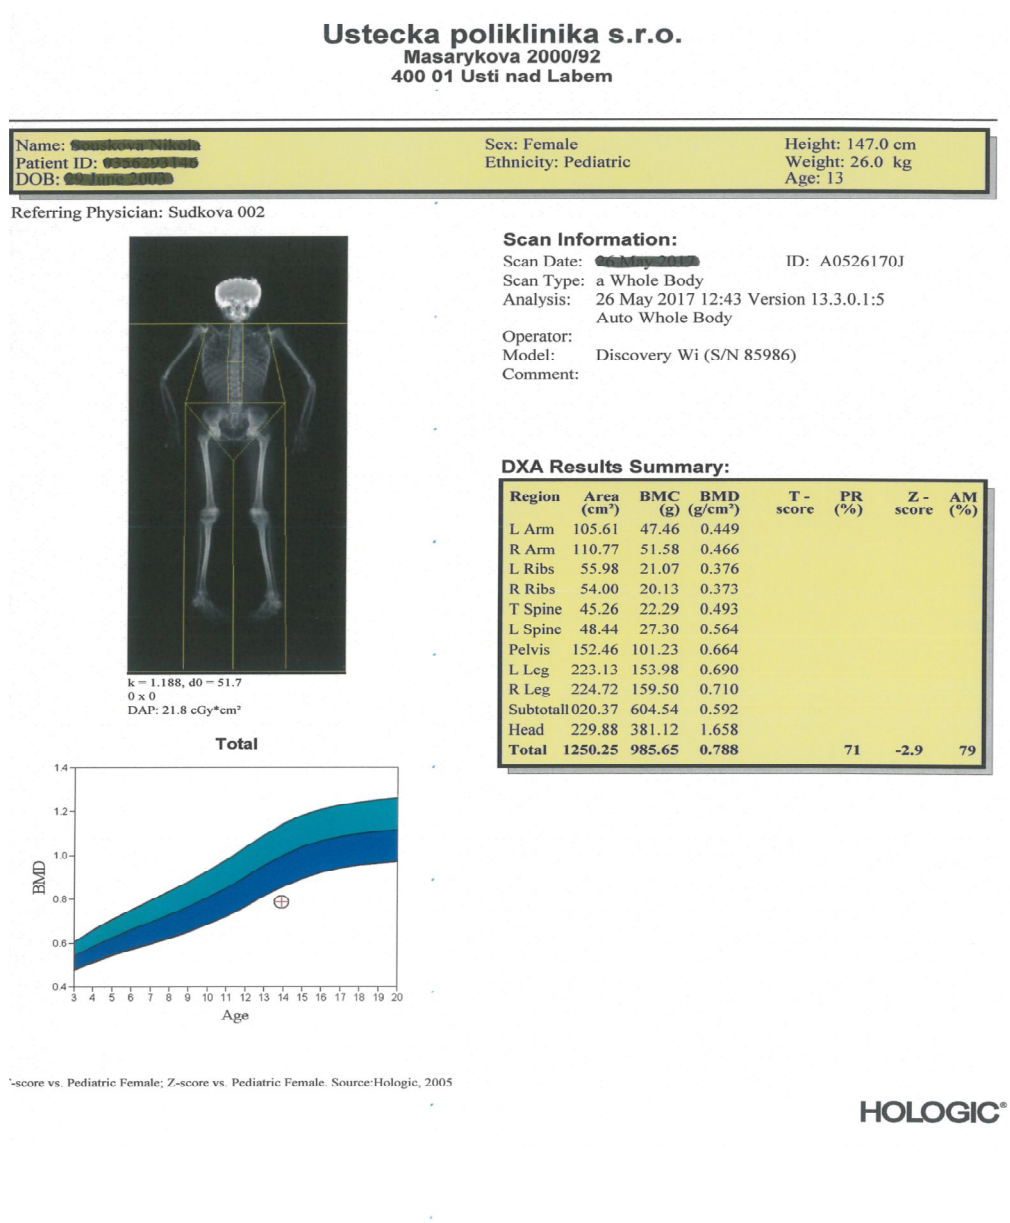 Ustecka poliklinika s.r.o.
Masarykova 2000/92
400 01 Usti nad Labem
Name: Sex: Female Height: 147.0 cm
Patient ID: Ethnicity: Pediatric Weight: 26.0 kg
DOB: Age: 13
Referring Physician: Sudkova 002
Scan Information:
Scan Date: ID: A0526170J
Scan Type: a Whole Body
Analysis: 26 May 2017 12:43 Version 13.3.0.1:5
Auto Whole Body
Operator:
Model: Discovery Wi (S/N 85986)
Comment:
k = 1.188, d0 = 51.7
0 x 0
DAP: 21.8 cGy*cm²
DXA Results Summary:
Region Area BMC BMD T - PR Z - AM
(cm²) (g) (g/cm²) score (%) score (%)
L Arm 105.61 47.46 0.449
R Arm 110.77 51.58 0.466
L Ribs 55.98 21.07 0.376
R Ribs 54.00 20.13 0.373
T Spine 45.26 22.29 0.493
L Spine 48.44 27.30 0.564
Pelvis 152.46 101.23 0.664
L Leg 223.13 153.98 0.690
R Leg 224.72 159.50 0.710
Subtotal1020.37 604.54 0.592
Head 229.88 381.12 1.658
Total 1250.25 985.65 0.788 71 -2.9 79
Total
1.4
1.2
1.0
0.8
0.6
0.4
BMD
3 4 5 6 7 8 9 10 11 12 13 14 15 16 17 18 19 20
Age
-score vs. Pediatric Female; Z-score vs. Pediatric Female. Source:Hologic, 2005
HOLOGIC®